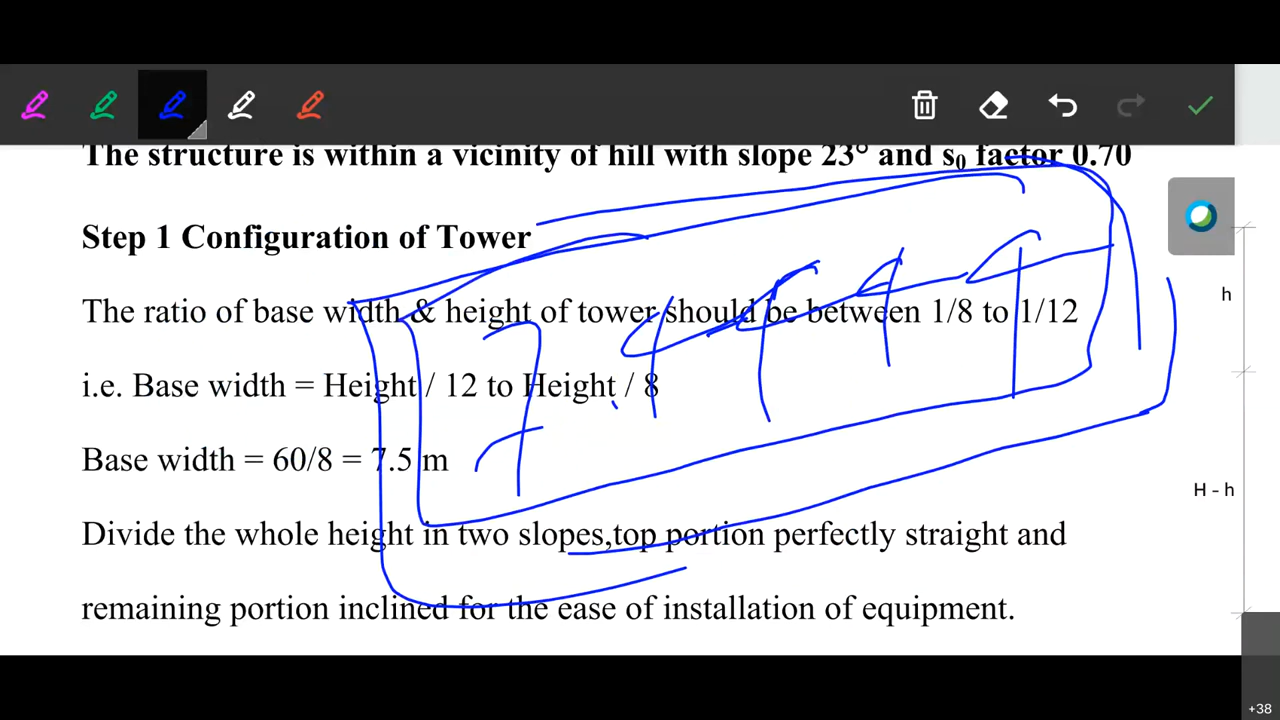 The structure is within a vicinity of hill with slope 23° and s₀ factor 0.70
Step 1 Configuration of Tower
The ratio of base width & height of tower should be between 1/8 to 1/12
i.e. Base width = Height / 12 to Height / 8
Base width = 60/8 = 7.5 m
Divide the whole height in two slopes,top portion perfectly straight and
remaining portion inclined for the ease of installation of equipment.
7.9999
h
H - h
+38